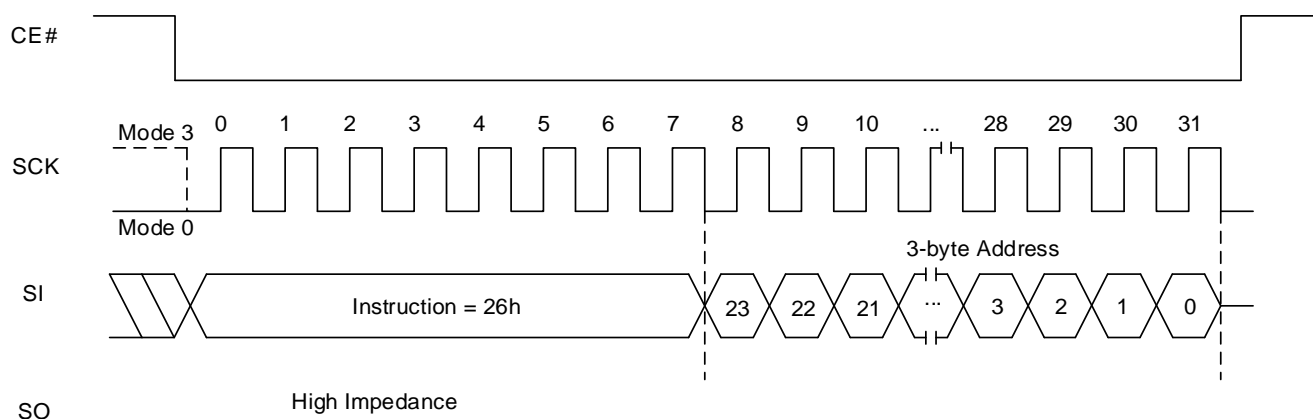 CE#
Mode 3 0 1 2 3 4 5 6 7 8 9 10 ... 28 29 30 31
SCK
Mode 0
3-byte Address
SI Instruction = 26h 23 22 21 ... 3 2 1 0
High Impedance
SO